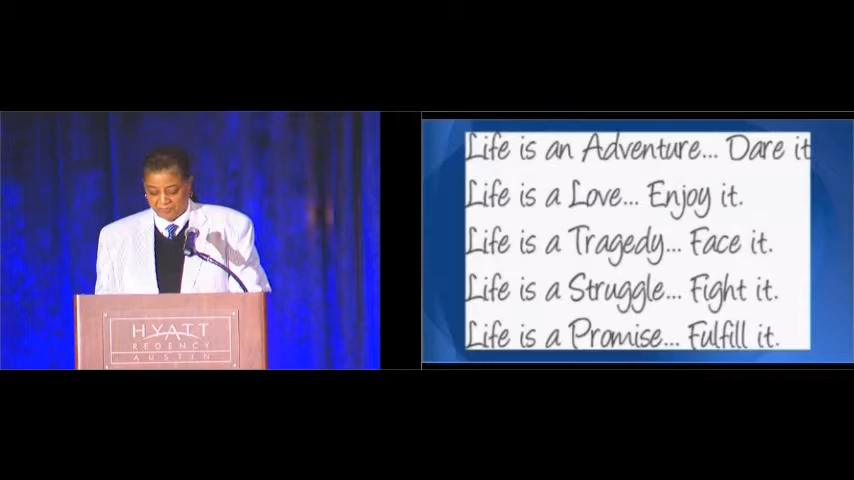 HYATT
REGENCY
AUSTIN
Life is an Adventure... Dare it
Life is a Love... Enjoy it.
Life is a Tragedy... Face it.
Life is a Struggle... Fight it.
Life is a Promise... Fulfill it.